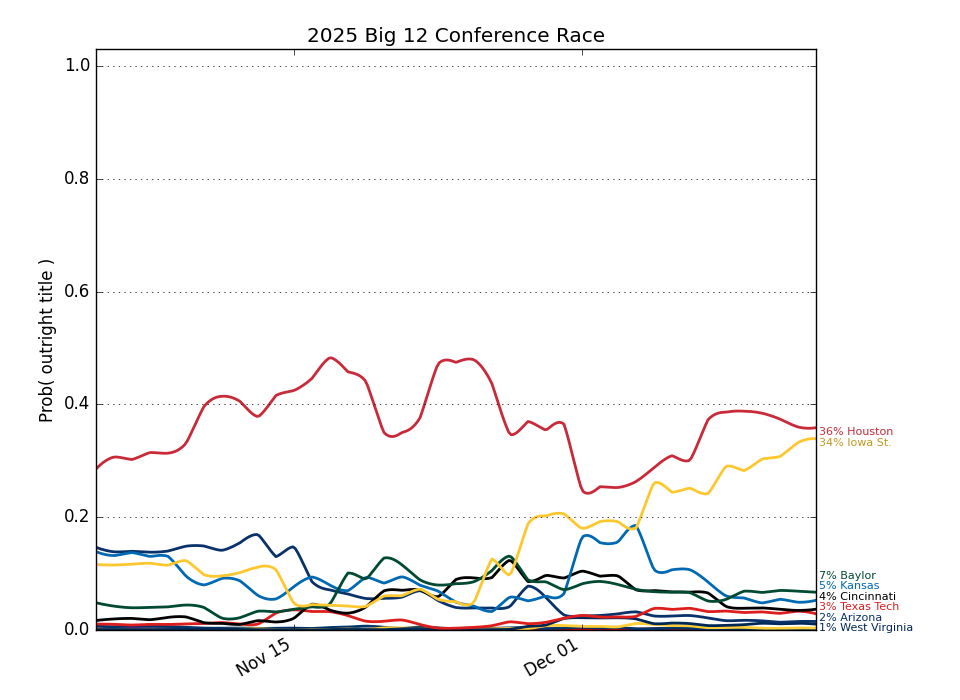 2025 Big 12 Conference Race
Prob( outright title )
1.0
0.8
0.6
0.4
0.2
0.0
Nov 15
Dec 01
36% Houston
34% Iowa St.
7% Baylor
5% Kansas
4% Cincinnati
3% Texas Tech
2% Arizona
1% West Virginia